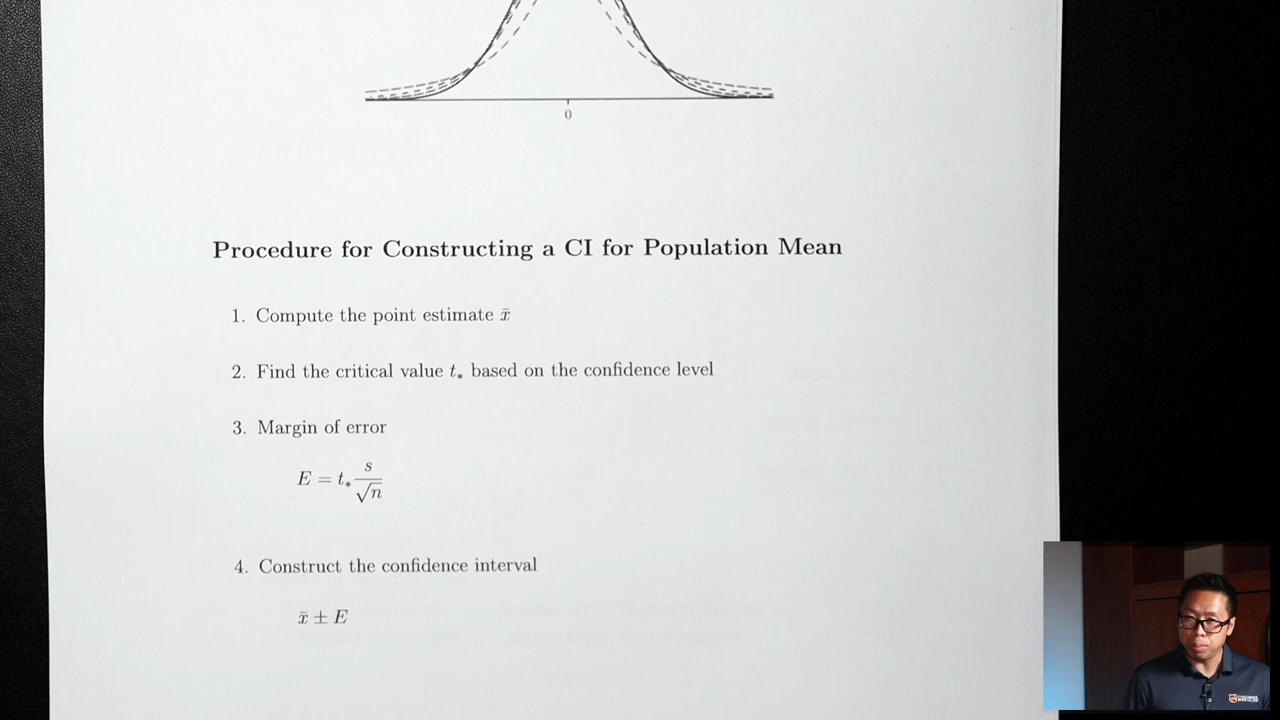 0
Procedure for Constructing a CI for Population Mean
1. Compute the point estimate x̄
2. Find the critical value t* based on the confidence level
3. Margin of error
E = t* s/√n
4. Construct the confidence interval
x̄ ± E